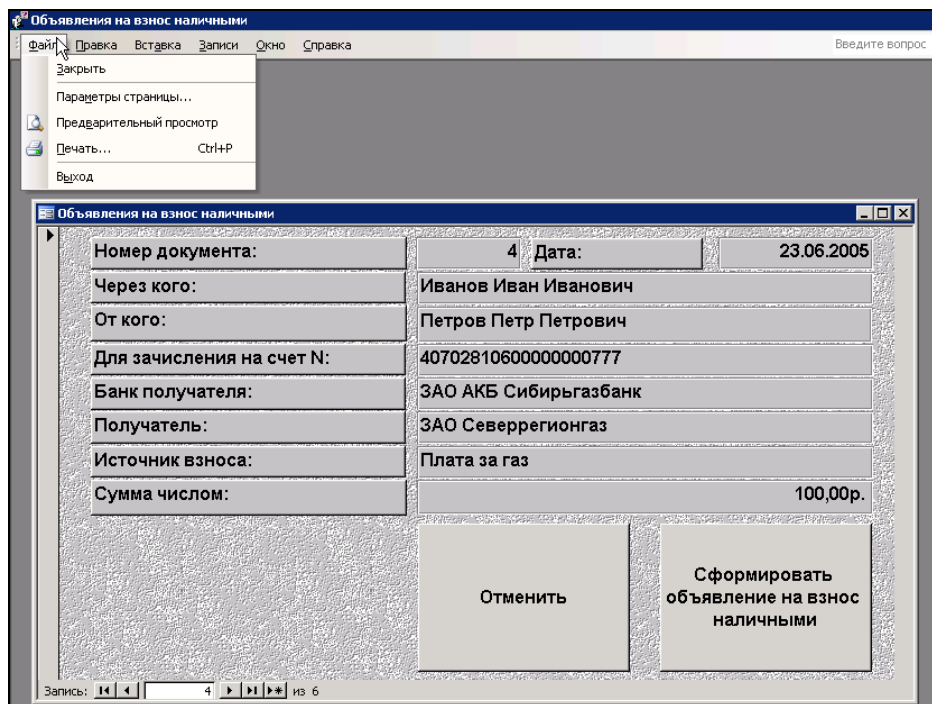 Объявления на взнос наличными
Файл Правка Вставка Записи Окно Справка Введите вопрос
Закрыть
Параметры страницы...
Предварительный просмотр
Печать... Ctrl+P
Выход
Объявления на взнос наличными
Номер документа: 4 Дата: 23.06.2005
Через кого: Иванов Иван Иванович
От кого: Петров Петр Петрович
Для зачисления на счет N: 40702810600000000777
Банк получателя: ЗАО АКБ Сибирьгазбанк
Получатель: ЗАО Северрегионгаз
Источник взноса: Плата за газ
Сумма числом: 100,00р.
Отменить
Сформировать
объявление на взнос
наличными
Запись: 4 из 6